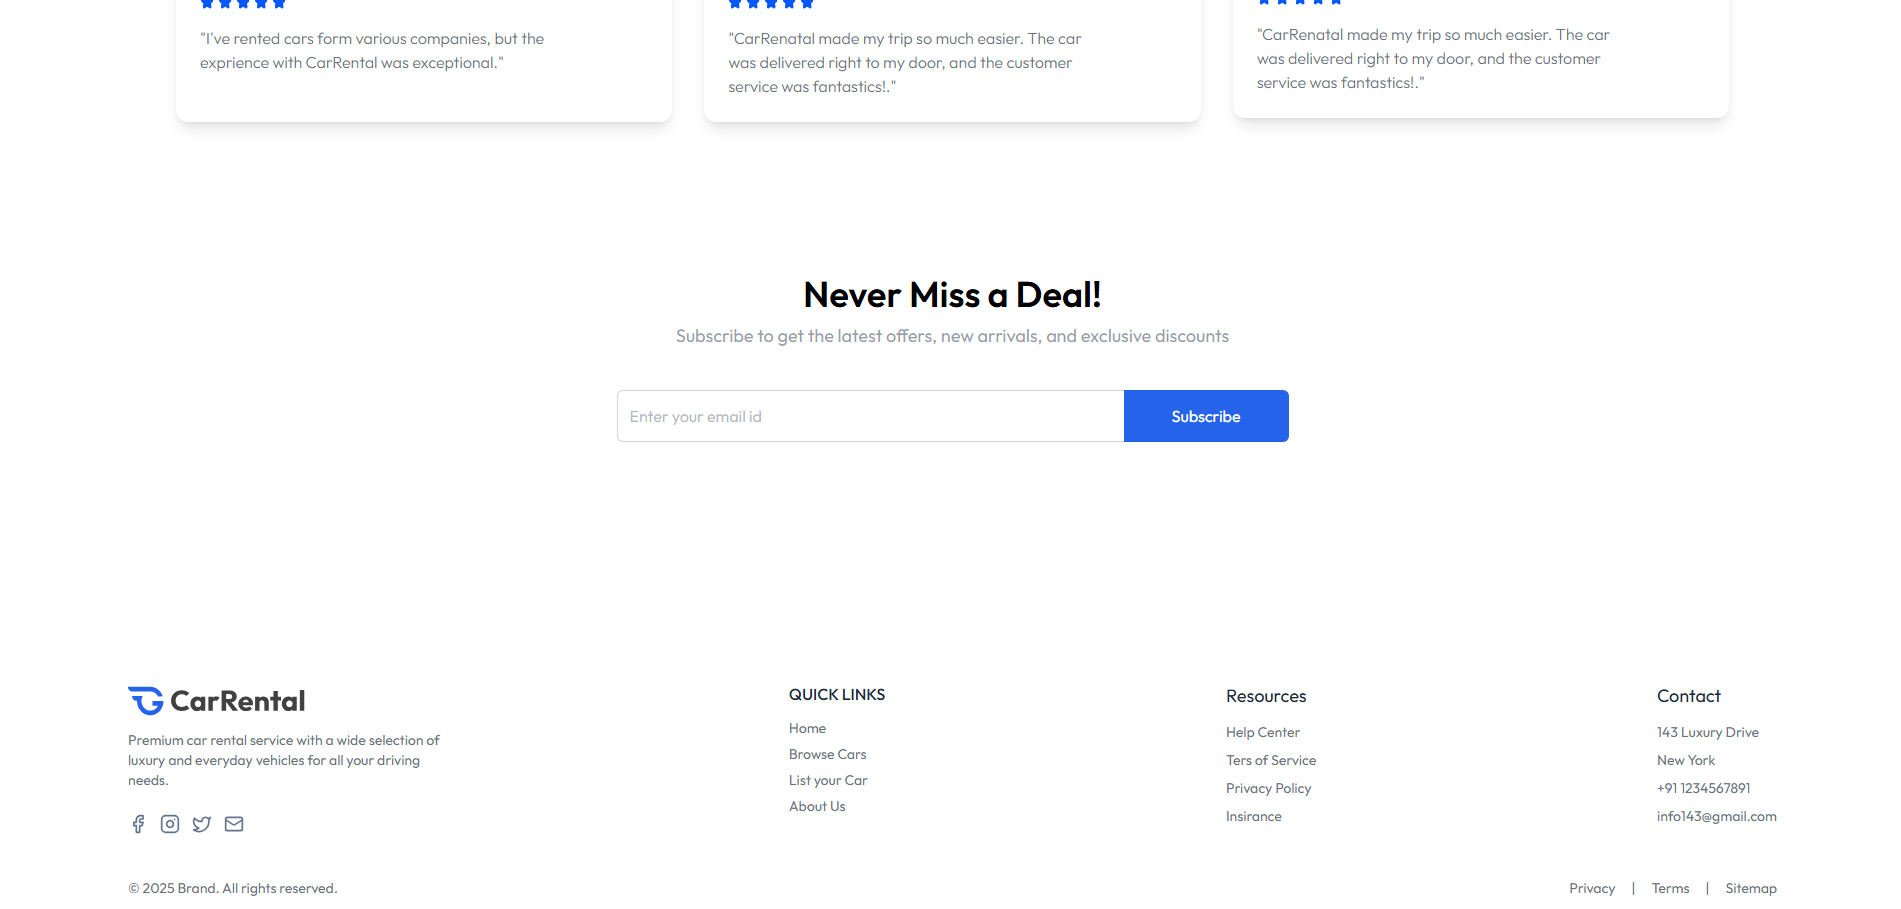 "I've rented cars form various companies, but the
exprience with CarRental was exceptional."
"CarRenatal made my trip so much easier. The car
was delivered right to my door, and the customer
service was fantastics!."
"CarRenatal made my trip so much easier. The car
was delivered right to my door, and the customer
service was fantastics!."
Never Miss a Deal!
Subscribe to get the latest offers, new arrivals, and exclusive discounts
Enter your email id
Subscribe
CarRental
Premium car rental service with a wide selection of
luxury and everyday vehicles for all your driving
needs.
QUICK LINKS
Home
Browse Cars
List your Car
About Us
Resources
Help Center
Ters of Service
Privacy Policy
Insirance
Contact
143 Luxury Drive
New York
+91 1234567891
info143@gmail.com
© 2025 Brand. All rights reserved.
Privacy | Terms | Sitemap